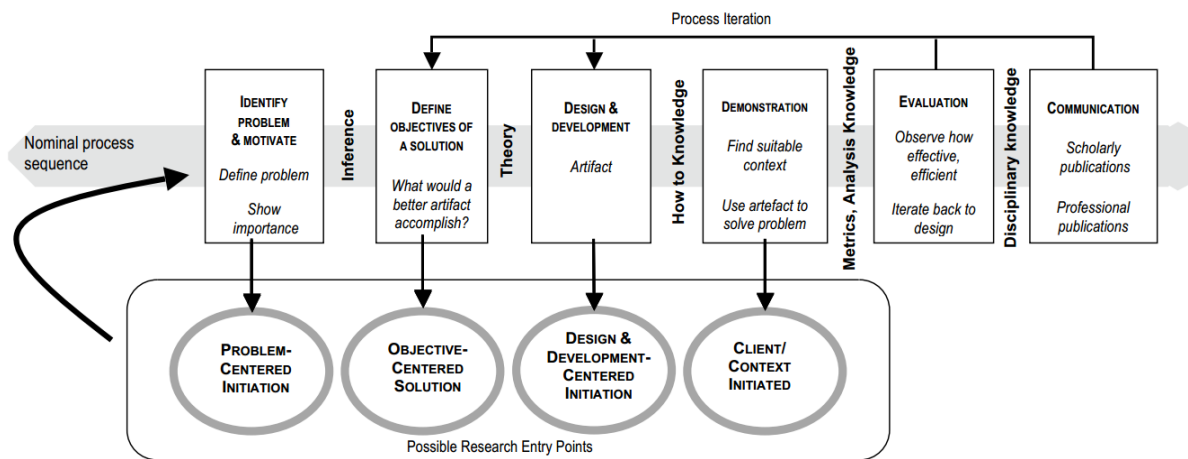 Process Iteration
Nominal process
sequence
IDENTIFY
PROBLEM
& MOTIVATE
Define problem
Show
importance
Inference
DEFINE
OBJECTIVES OF
A SOLUTION
What would a
better artifact
accomplish?
Theory
DESIGN &
DEVELOPMENT
Artifact
How to Knowledge
DEMONSTRATION
Find suitable
context
Use artefact to
solve problem
Metrics, Analysis Knowledge
EVALUATION
Observe how
effective,
efficient
Iterate back to
design
Disciplinary knowledge
COMMUNICATION
Scholarly
publications
Professional
publications
PROBLEM-
CENTERED
INITIATION
OBJECTIVE-
CENTERED
SOLUTION
DESIGN &
DEVELOPMENT-
CENTERED
INITIATION
CLIENT/
CONTEXT
INITIATED
Possible Research Entry Points